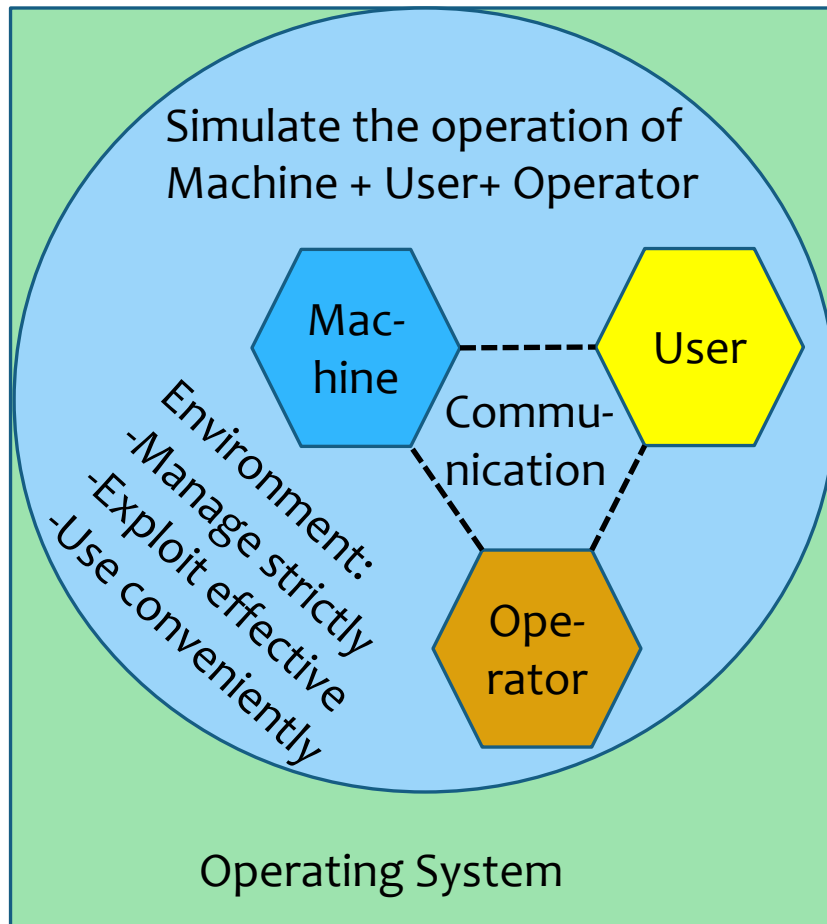 Simulate the operation of
Machine + User+ Operator
Mac-
hine
User
Commu-
nication
Environment:
-Manage strictly
-Exploit effective
-Use conveniently
Ope-
rator
Operating System